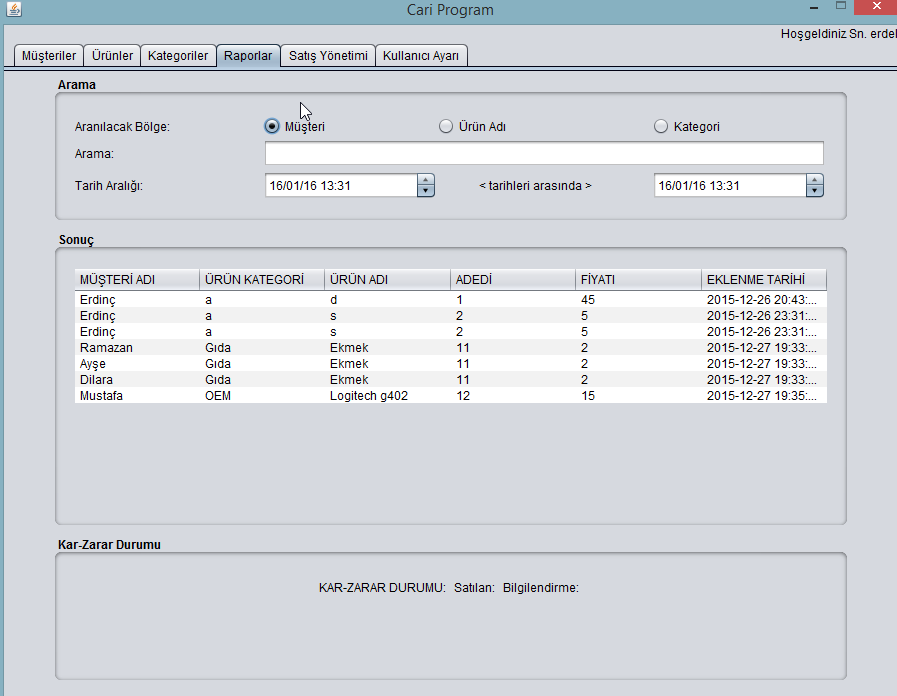 Cari Program
Hoşgeldiniz Sn. erdel
Müşteriler Ürünler Kategoriler Raporlar Satış Yönetimi Kullanıcı Ayarı
Arama
Aranılacak Bölge: Müşteri Ürün Adı Kategori
Arama:
Tarih Aralığı: 16/01/16 13:31 < tarihleri arasında > 16/01/16 13:31
Sonuç
MÜŞTERİ ADI ÜRÜN KATEGORİ ÜRÜN ADI ADEDİ FİYATI EKLENME TARİHİ
Erdinç a d 1 45 2015-12-26 20:43:...
Erdinç a s 2 5 2015-12-26 23:31:...
Erdinç a s 2 5 2015-12-26 23:31:...
Ramazan Gıda Ekmek 11 2 2015-12-27 19:33:...
Ayşe Gıda Ekmek 11 2 2015-12-27 19:33:...
Dilara Gıda Ekmek 11 2 2015-12-27 19:33:...
Mustafa OEM Logitech g402 12 15 2015-12-27 19:35:...
Kar-Zarar Durumu
KAR-ZARAR DURUMU: Satılan: Bilgilendirme: